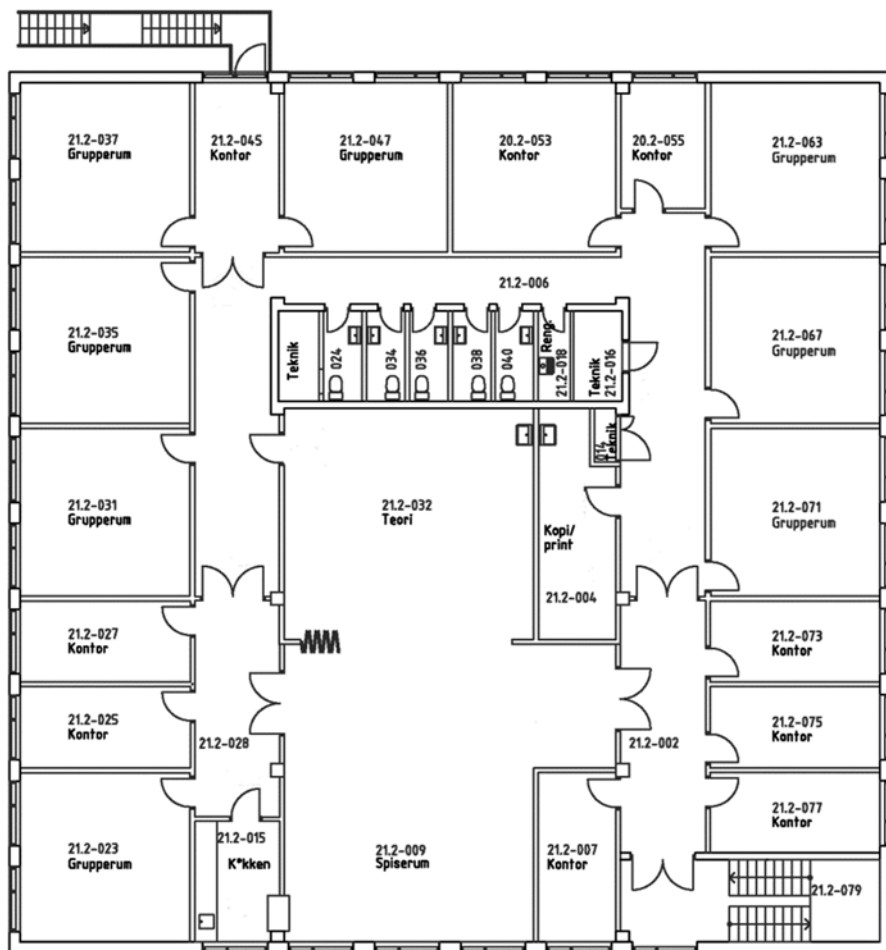 21.2-037
Grupperum
21.2-045
Kontor
21.2-047
Grupperum
20.2-053
Kontor
20.2-055
Kontor
21.2-063
Grupperum
21.2-006
21.2-035
Grupperum
Teknik
024
034
036
038
040
Reng.
21.2-018
Teknik
21.2-016
21.2-067
Grupperum
014
Teknik
21.2-031
Grupperum
21.2-032
Teori
Kopi/
print
21.2-004
21.2-071
Grupperum
21.2-027
Kontor
21.2-073
Kontor
21.2-025
Kontor
21.2-028
21.2-002
21.2-075
Kontor
21.2-023
Grupperum
21.2-015
K*kken
21.2-009
Spiserum
21.2-007
Kontor
21.2-077
Kontor
21.2-079